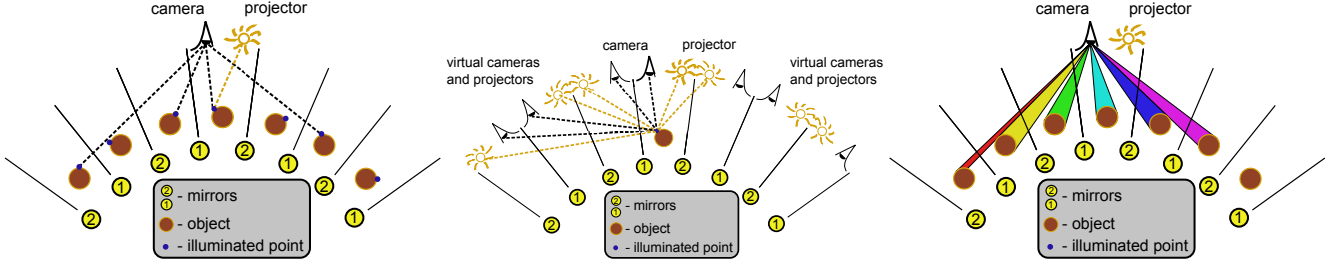 camera projector
2 1 2 1 2 1 2 1
② - mirrors
①
- object
- illuminated point
camera projector
virtual cameras
and projectors
virtual cameras
and projectors
2 1 2 1 2 1 2 1
② - mirrors
①
- object
- illuminated point
camera projector
2 1 2 1 2 1 2 1
② - mirrors
①
- object
- illuminated point